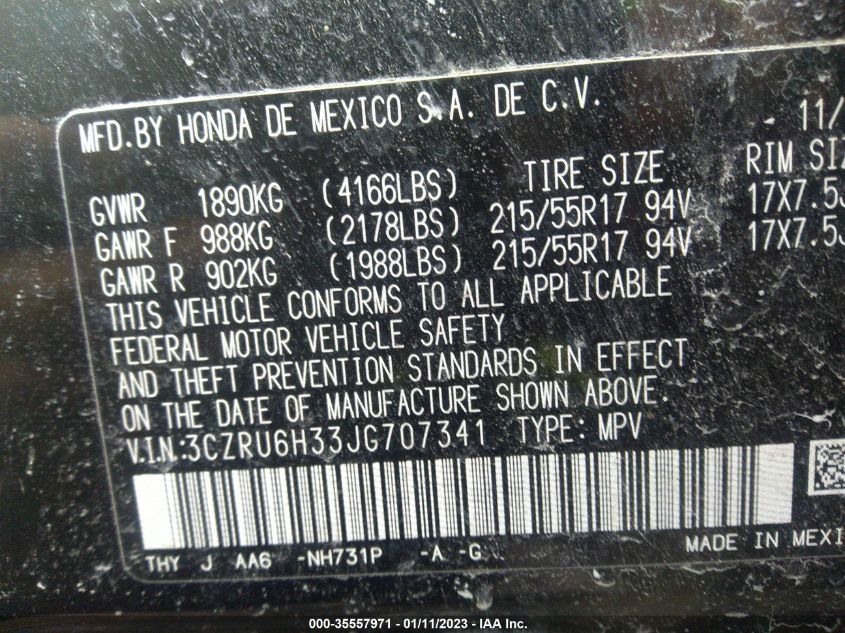 MFD.BY HONDA DE MEXICO S.A. DE C.V. 11/
GVWR 1890KG (4166LBS) TIRE SIZE RIM SIZ
GAWR F 988KG (2178LBS) 215/55R17 94V 17X7.5J
GAWR R 902KG (1988LBS) 215/55R17 94V 17X7.5J
THIS VEHICLE CONFORMS TO ALL APPLICABLE
FEDERAL MOTOR VEHICLE SAFETY
AND THEFT PREVENTION STANDARDS IN EFFECT
ON THE DATE OF MANUFACTURE SHOWN ABOVE.
V.I.N.:3CZRU6H33JG707341 TYPE: MPV
THY J AA6 -NH731P -A -G MADE IN MEXI
000-35557971 - 01/11/2023 - IAA Inc.